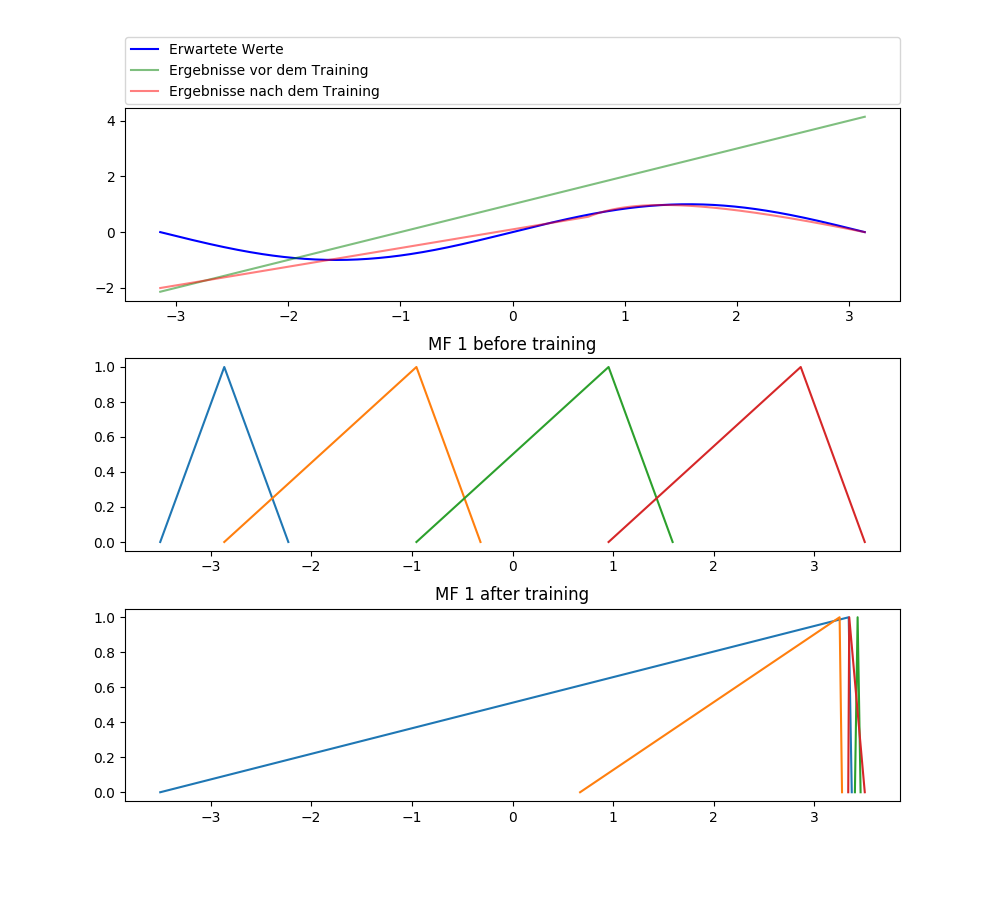 Erwartete Werte
Ergebnisse vor dem Training
Ergebnisse nach dem Training
4
2
0
−2
−3 −2 −1 0 1 2 3
MF 1 before training
1.0
0.8
0.6
0.4
0.2
0.0
−3 −2 −1 0 1 2 3
MF 1 after training
1.0
0.8
0.6
0.4
0.2
0.0
−3 −2 −1 0 1 2 3